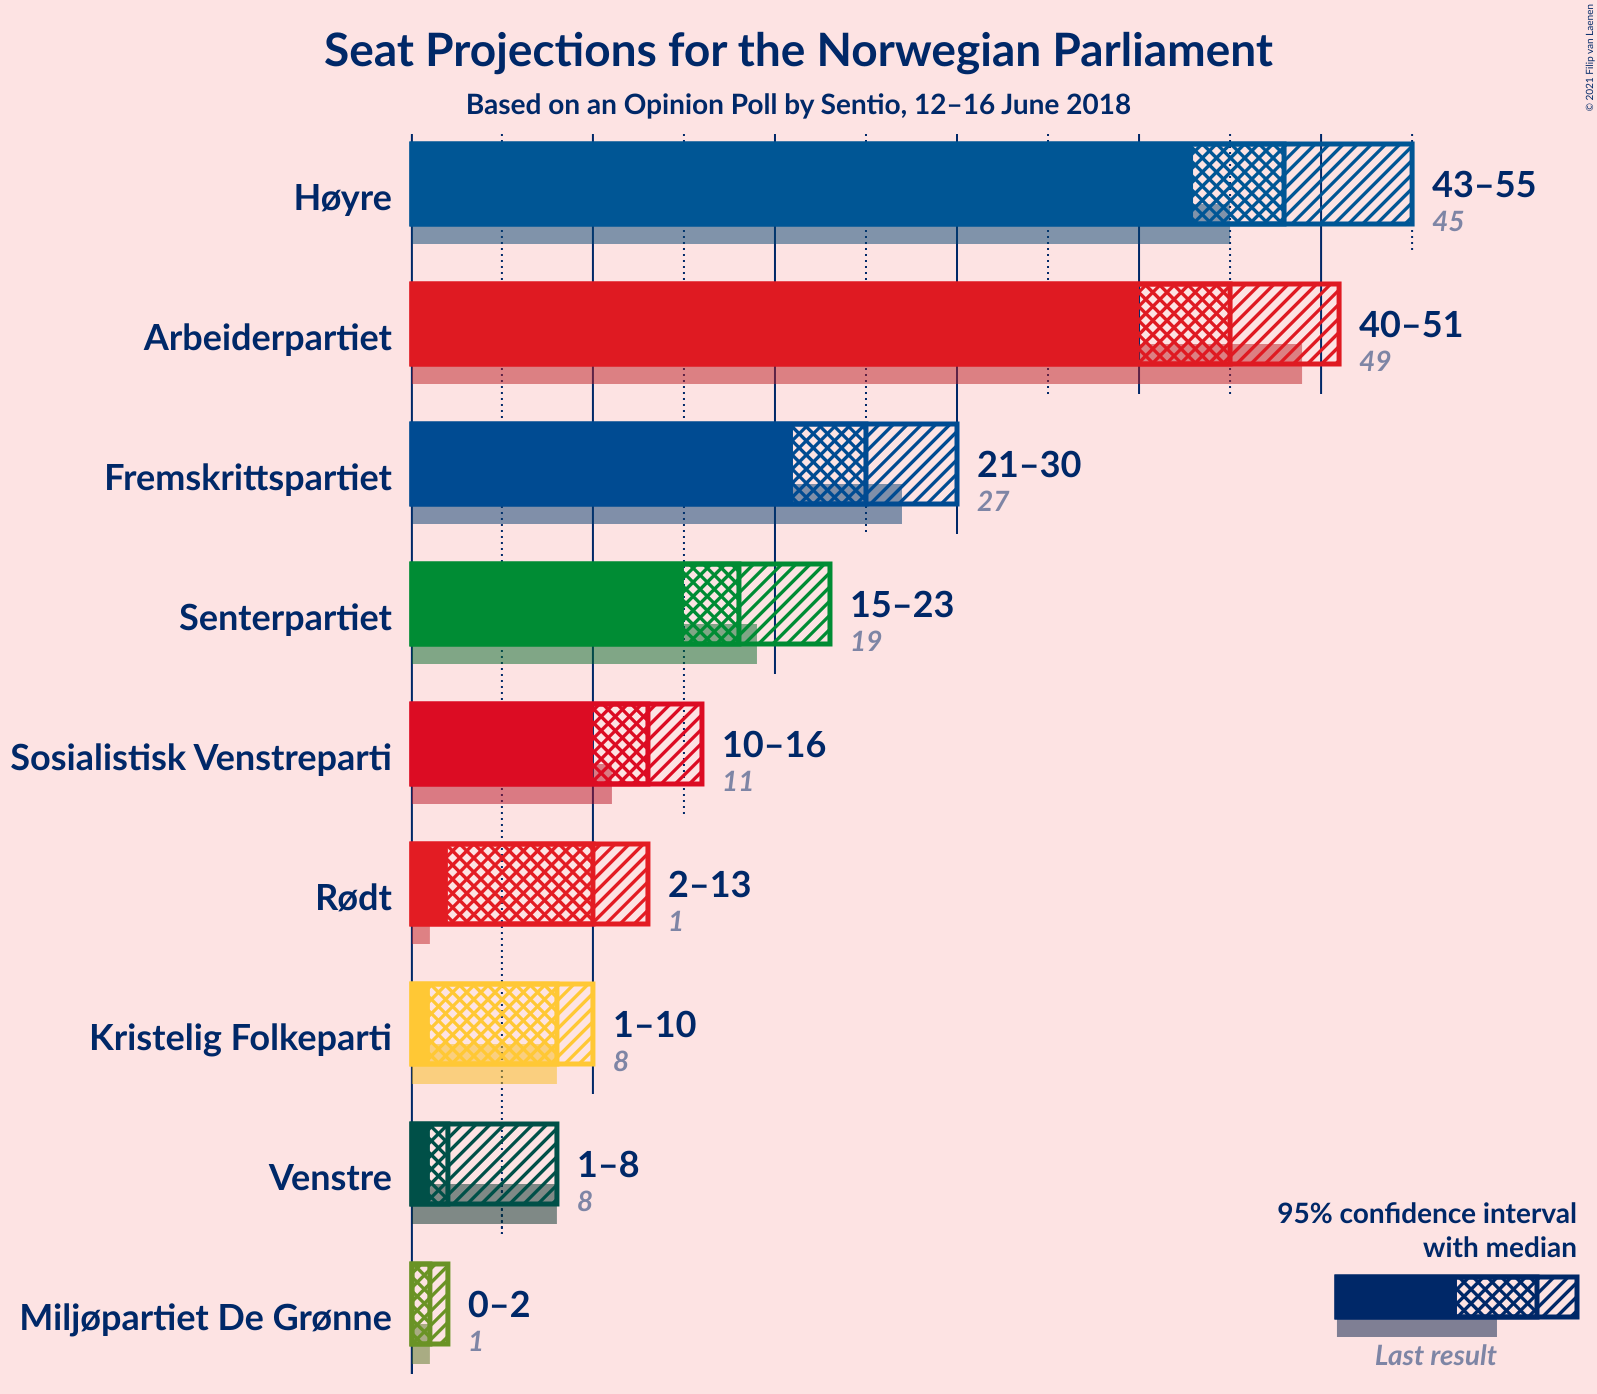 Seat Projections for the Norwegian Parliament
Based on an Opinion Poll by Sentio, 12–16 June 2018
© 2021 Filip van Laenen
Høyre
43–55
45
Arbeiderpartiet
40–51
49
Fremskrittspartiet
21–30
27
Senterpartiet
15–23
19
Sosialistisk Venstreparti
10–16
11
Rødt
2–13
1
Kristelig Folkeparti
1–10
8
Venstre
1–8
8
Miljøpartiet De Grønne
0–2
1
95% confidence interval
with median
Last result